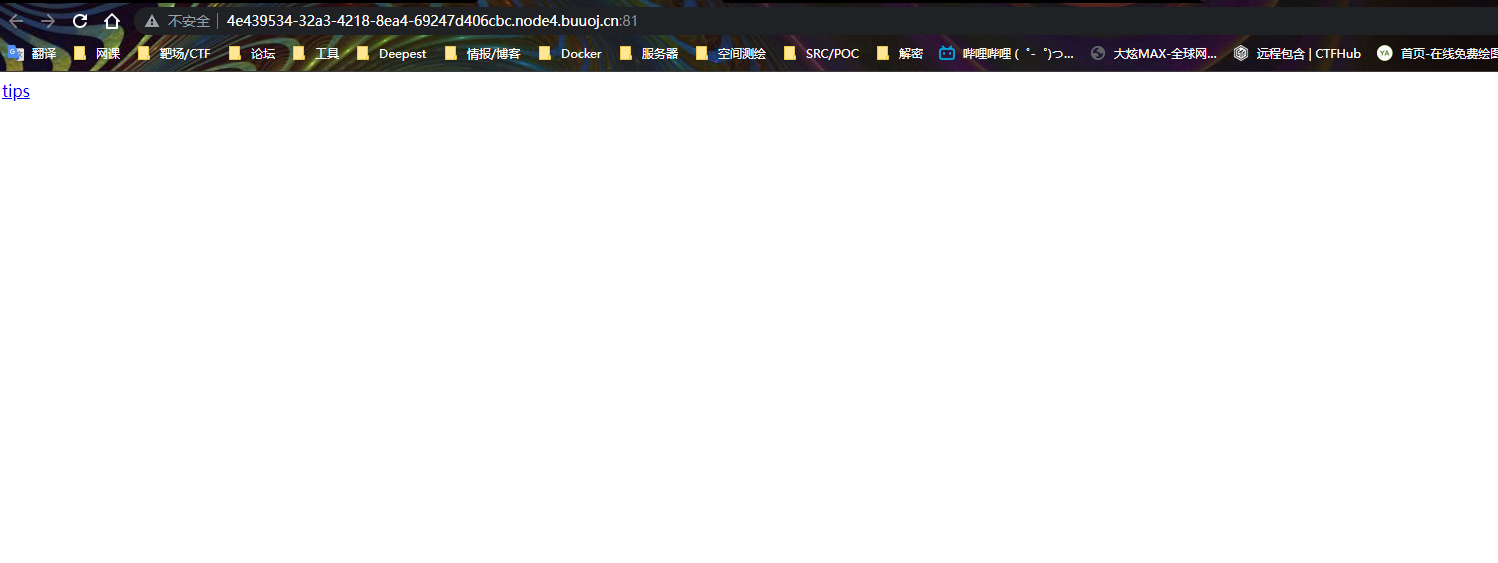 不安全 4e439534-32a3-4218-8ea4-69247d406cbc.node4.buuoj.cn:81
翻译 网课 靶场/CTF 论坛 工具 Deepest 情报/博客 Docker 服务器 空间测绘 SRC/POC 解密 哔哩哔哩 (゜-゜)つ... 大炫MAX-全球网... 远程包含 | CTFHub YA 首页-在线免费绘图
tips